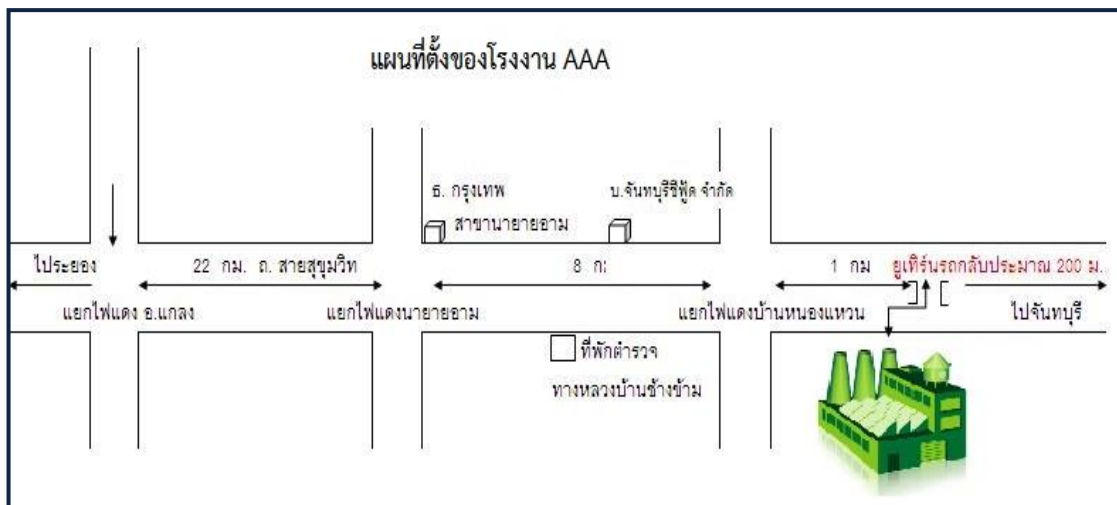 แผนที่ตั้งของโรงงาน AAA
ธ. กรุงเทพ
สาขานายายอาม
บ.จันทบุรีซีฟู้ด จำกัด
ไประยอง
22 กม. ถ. สายสุขุมวิท
8 ก
1 กม
ยูเทิร์นรถกลับประมาณ 200 ม.
แยกไฟแดง อ.แกลง
แยกไฟแดงนายายอาม
แยกไฟแดงบ้านหนองแหวน
ไปจันทบุรี
ที่พักตำรวจ
ทางหลวงบ้านช้างข้าม